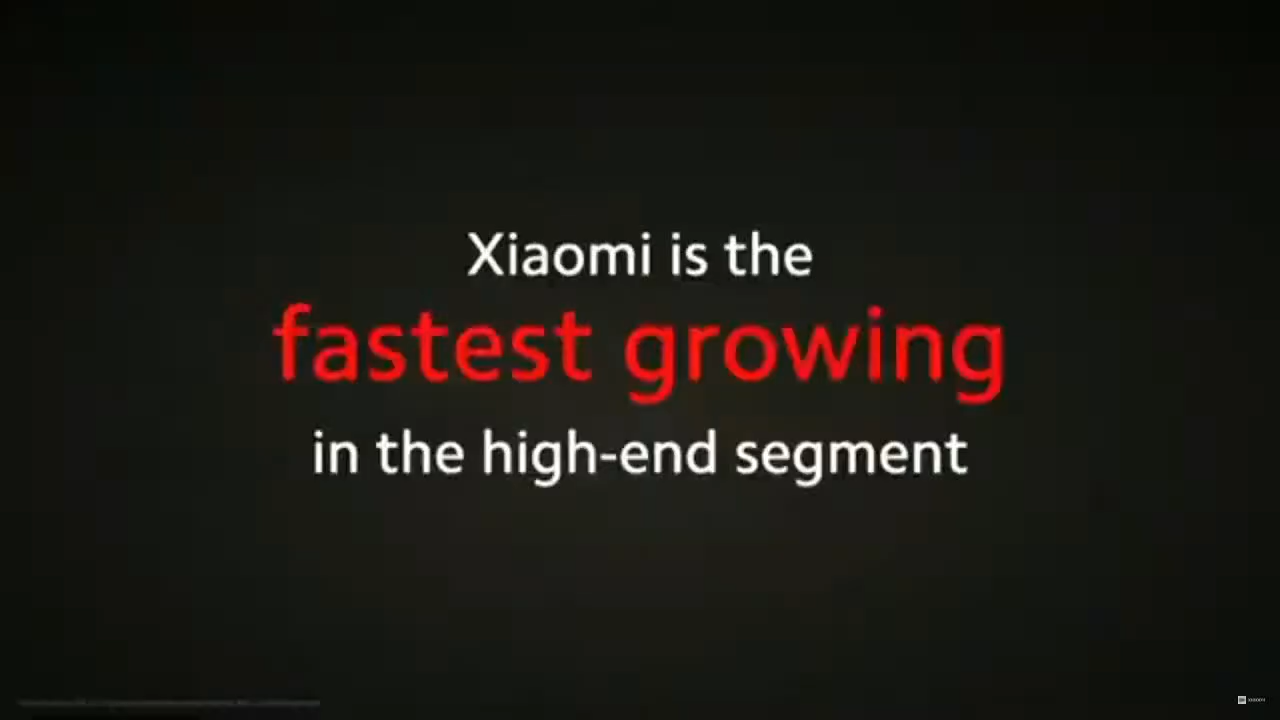 Xiaomi is the
fastest growing
in the high-end segment